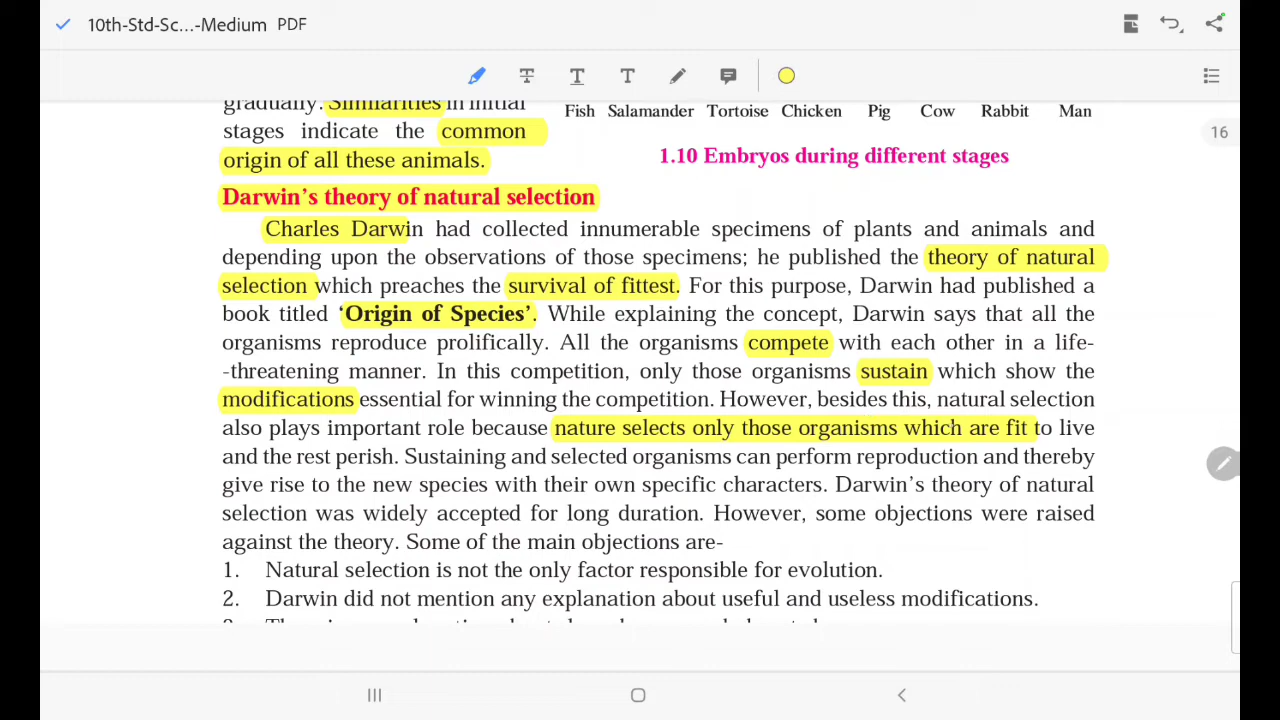 10th-Std-Sc...-Medium PDF
gradually. Similarities in initial
stages indicate the common
origin of all these animals.
Fish Salamander Tortoise Chicken Pig Cow Rabbit Man
16
1.10 Embryos during different stages
Darwin's theory of natural selection
Charles Darwin had collected innumerable specimens of plants and animals and
depending upon the observations of those specimens; he published the theory of natural
selection which preaches the survival of fittest. For this purpose, Darwin had published a
book titled ‘Origin of Species’. While explaining the concept, Darwin says that all the
organisms reproduce prolifically. All the organisms compete with each other in a life-
-threatening manner. In this competition, only those organisms sustain which show the
modifications essential for winning the competition. However, besides this, natural selection
also plays important role because nature selects only those organisms which are fit to live
and the rest perish. Sustaining and selected organisms can perform reproduction and thereby
give rise to the new species with their own specific characters. Darwin's theory of natural
selection was widely accepted for long duration. However, some objections were raised
against the theory. Some of the main objections are-
1. Natural selection is not the only factor responsible for evolution.
2. Darwin did not mention any explanation about useful and useless modifications.